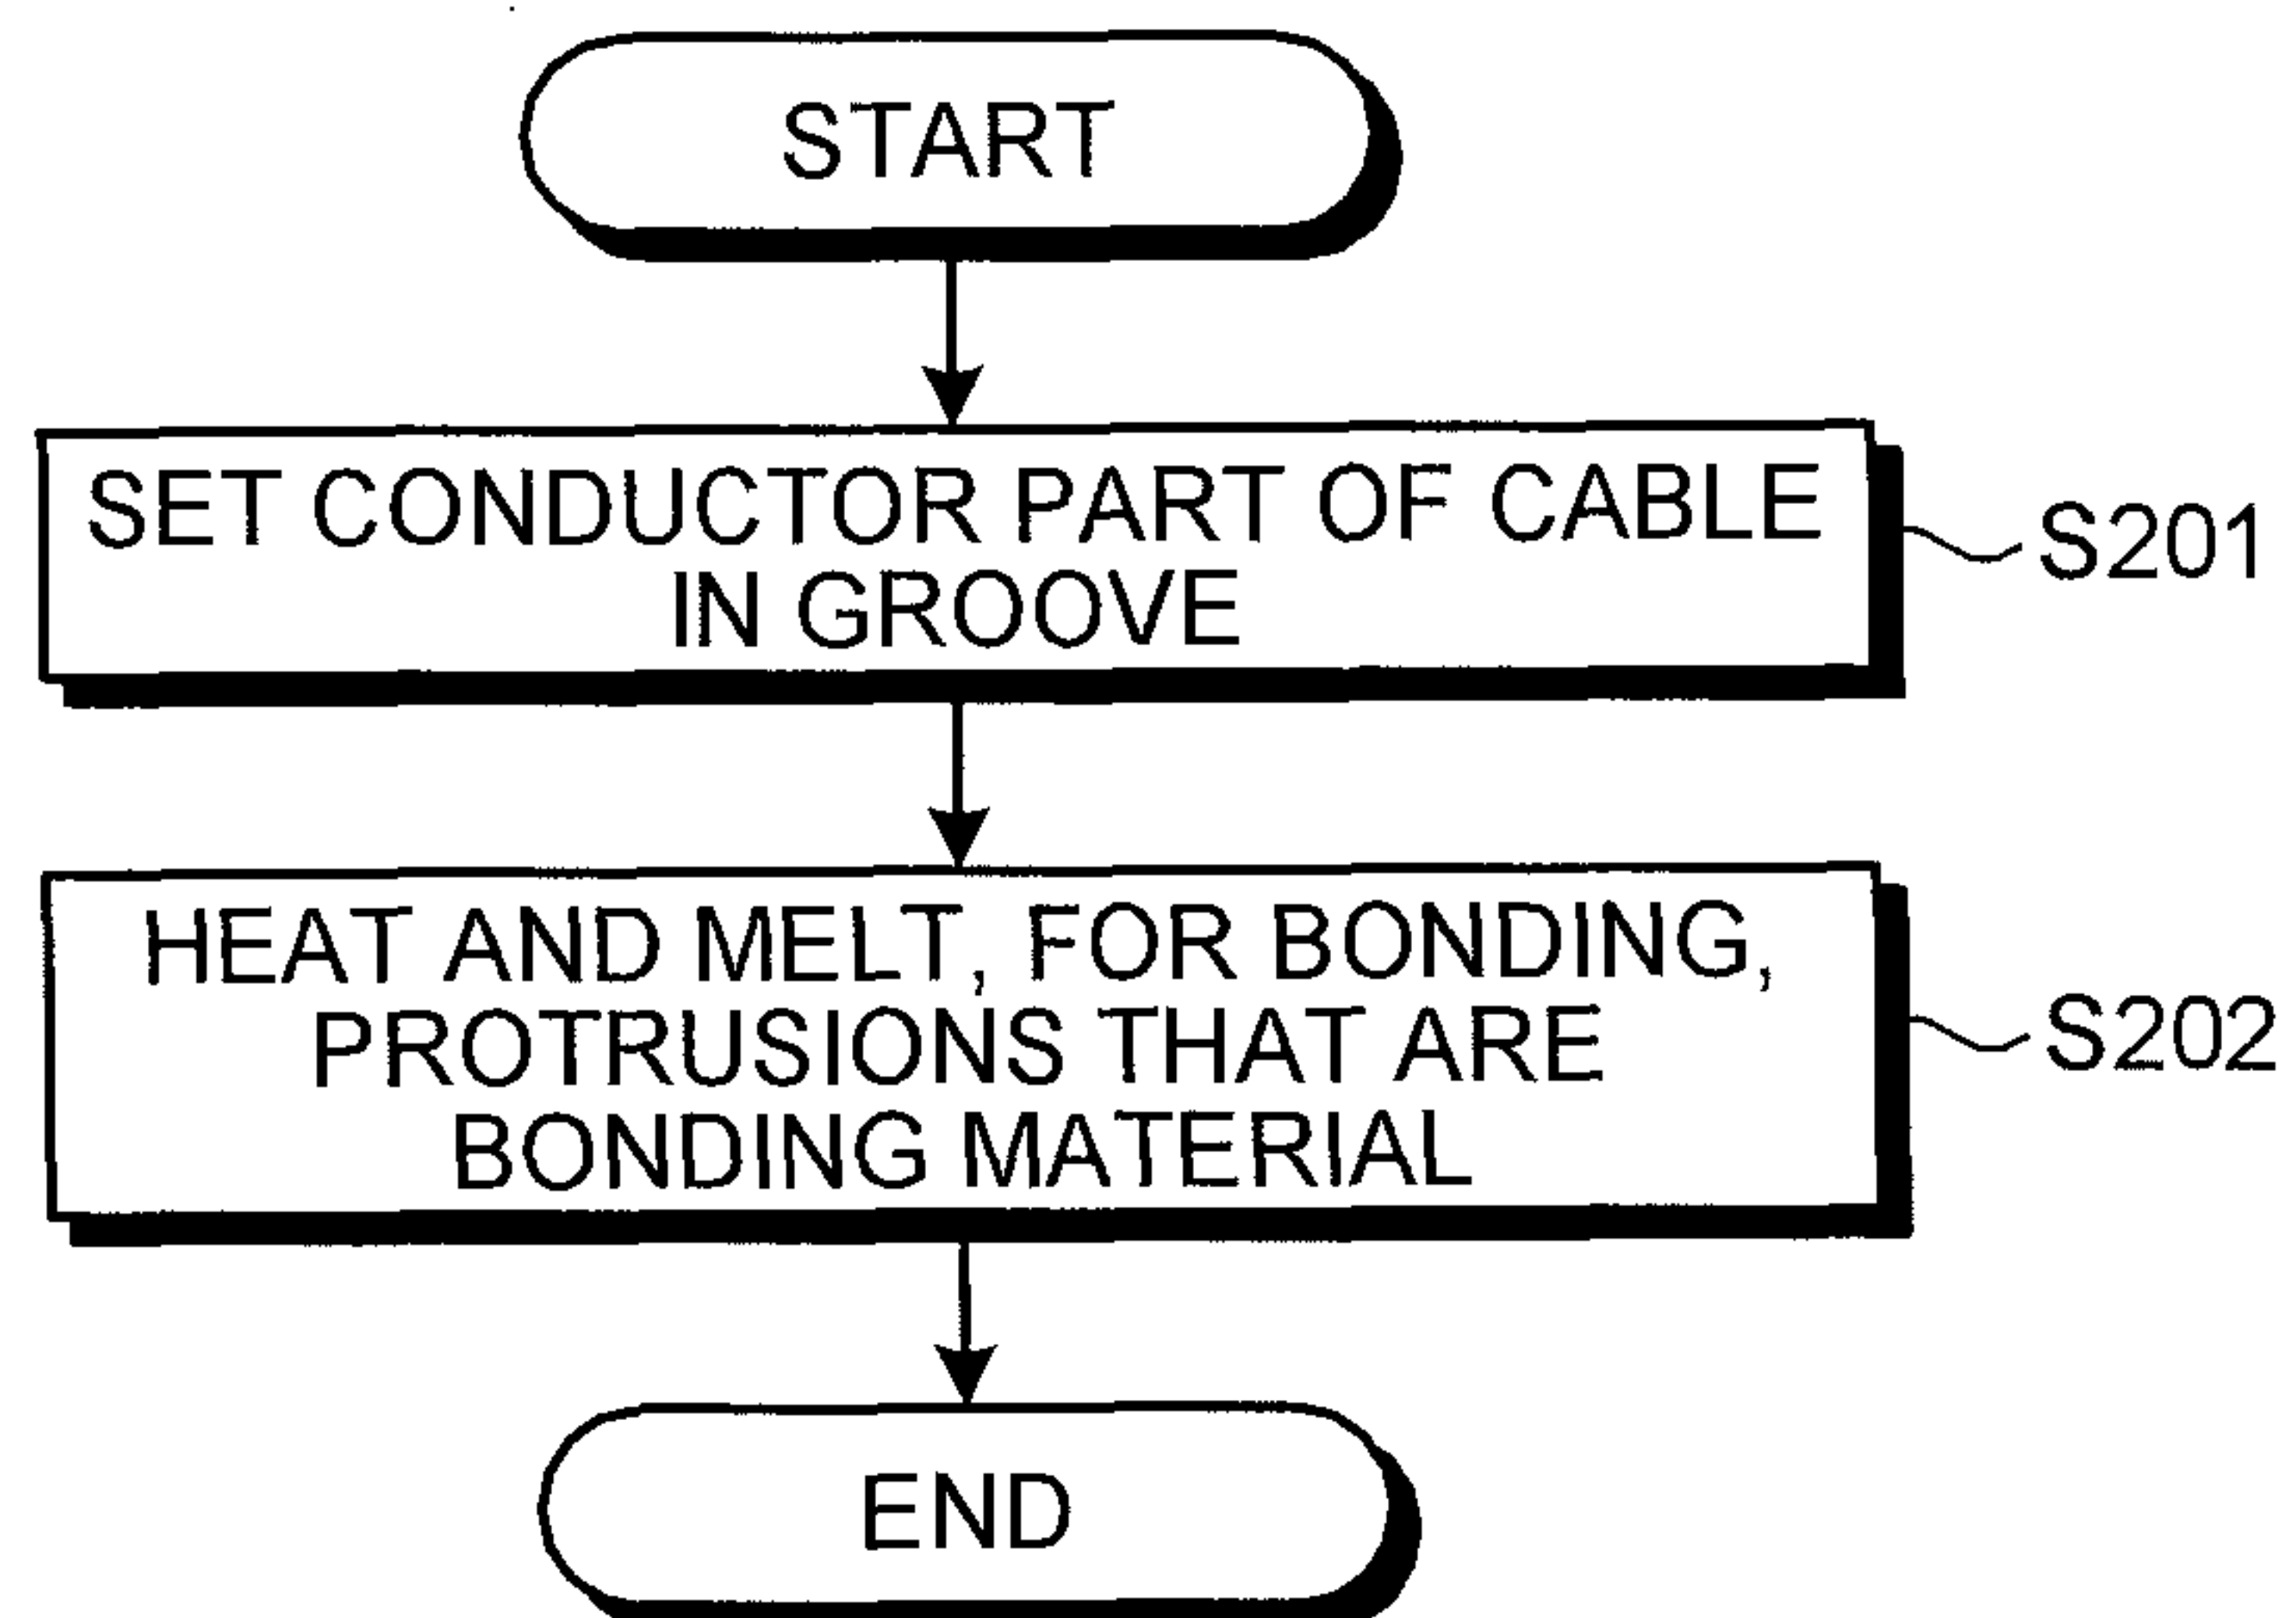 START
SET CONDUCTOR PART OF CABLE
IN GROOVE
S201
HEAT AND MELT, FOR BONDING,
PROTRUSIONS THAT ARE
BONDING MATERIAL
S202
END